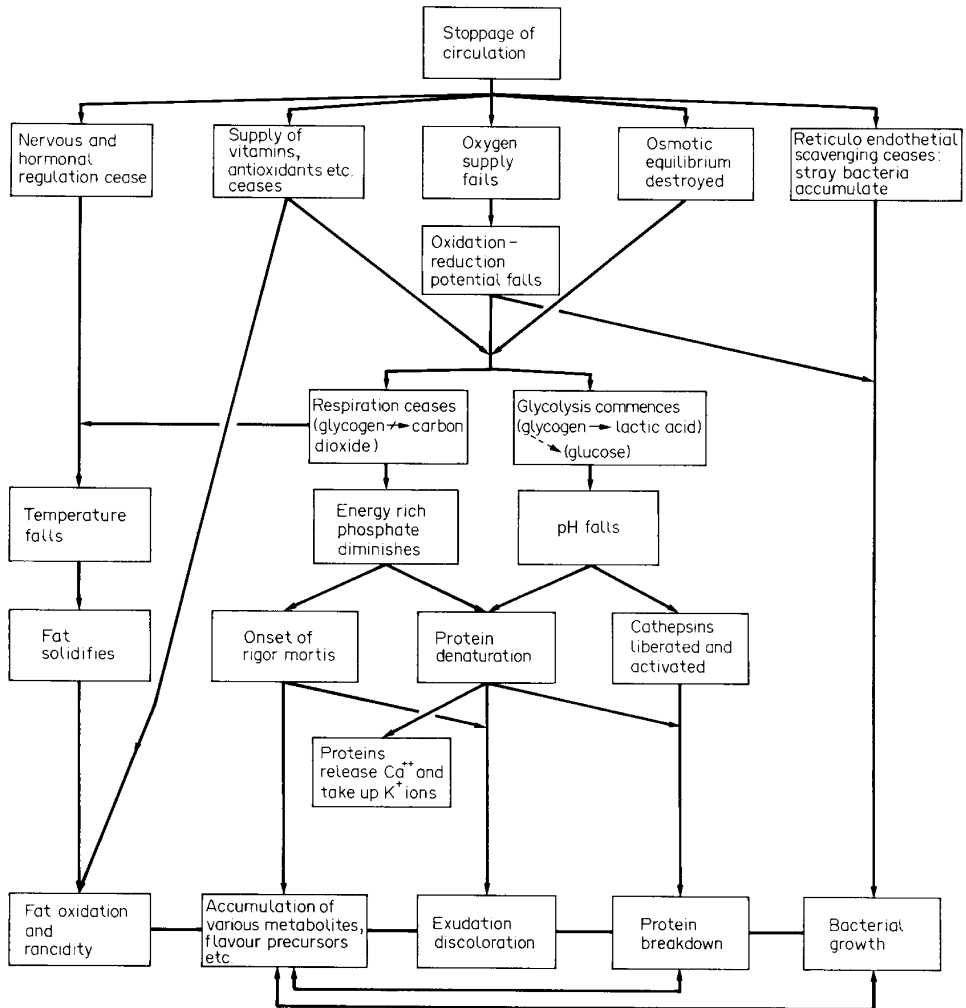 Stoppage of
circulation
Nervous and
hormonal
regulation cease
Supply of
vitamins,
antioxidants etc.
ceases
Oxygen
supply
fails
Osmotic
equilibrium
destroyed
Reticulo endothetial
scavenging ceases:
stray bacteria
accumulate
Oxidation-
reduction
potential falls
Respiration ceases
(glycogen ↛ carbon
dioxide)
Glycolysis commences
(glycogen → lactic acid)
(glucose)
Temperature
falls
Energy rich
phosphate
diminishes
pH falls
Fat
solidifies
Onset of
rigor mortis
Protein
denaturation
Cathepsins
liberated and
activated
Proteins
release Ca⁺⁺ and
take up K⁺ ions
Fat oxidation
and
rancidity
Accumulation of
various metabolites,
flavour precursors
etc.
Exudation
discoloration
Protein
breakdown
Bacterial
growth